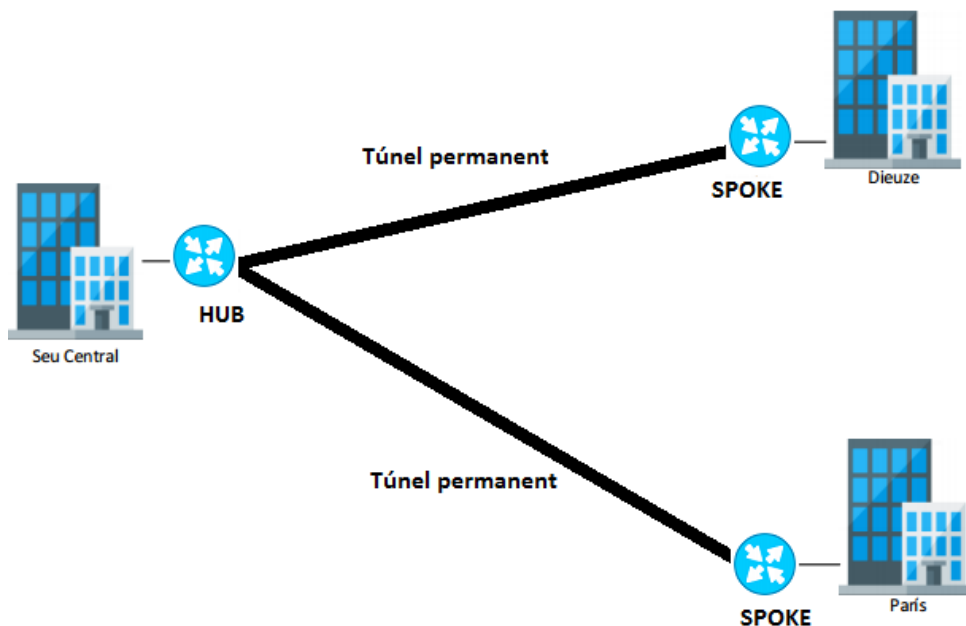 Túnel permanent
SPOKE
Dieuze
HUB
Seu Central
Túnel permanent
SPOKE
París